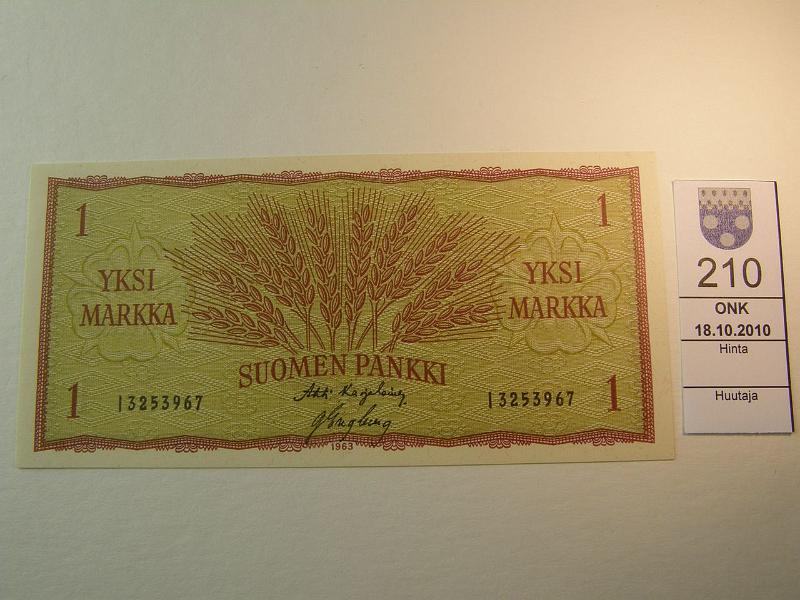 1 1
YKSI MARKKA
YKSI MARKKA
SUOMEN PANKKI
1 1
I3253967 I3253967
1963
210
ONK
18.10.2010
Hinta
Huutaja